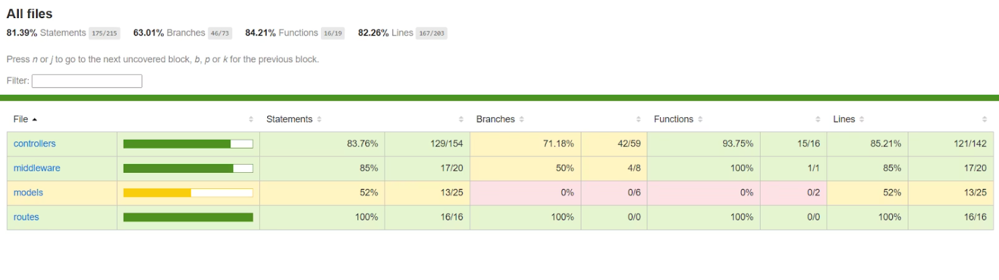 All files
81.39% Statements 175/215 63.01% Branches 46/73 84.21% Functions 16/19 82.26% Lines 167/203
Press n or j to go to the next uncovered block, b, p or k for the previous block.
Filter:
File Statements Branches Functions Lines
controllers 83.76% 129/154 71.18% 42/59 93.75% 15/16 85.21% 121/142
middleware 85% 17/20 50% 4/8 100% 1/1 85% 17/20
models 52% 13/25 0% 0/6 0% 0/2 52% 13/25
routes 100% 16/16 100% 0/0 100% 0/0 100% 16/16